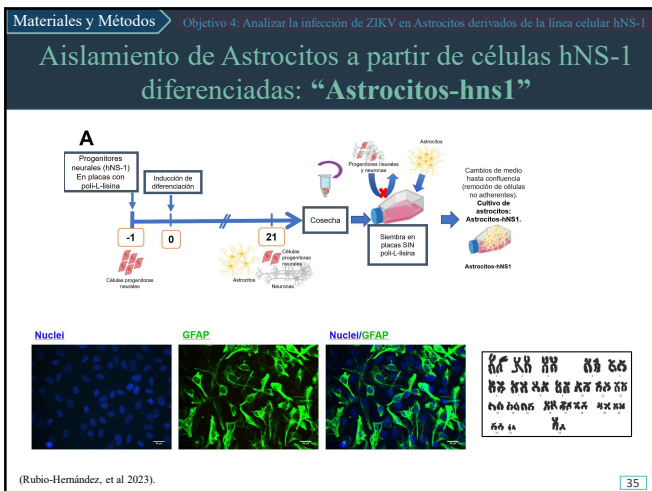 Materiales y Métodos
Objetivo 4: Analizar la infección de ZIKV en Astrocitos derivados de la línea celular hNS-1
Aislamiento de Astrocitos a partir de células hNS-1
diferenciadas: “Astrocitos-hns1”
A
Progenitores
neurales (hNS-1)
En placas con
poli-L-lisina
Inducción de
diferenciación
-1
0
21
Células progenitoras
neurales
Astrocitos
Células
progenitoras
neurales
Neuronas
Cosecha
Progenitores neurales
y neuronas
Astrocitos
Siembra en
placas SIN
poli-L-lisina
Cambios de medio
hasta confluencia
(remoción de células
no adherentes).
Cultivo de
astrocitos:
Astrocitos-hNS1.
Astrocitos-hNS1
Nuclei
GFAP
Nuclei/GFAP
(Rubio-Hernández, et al 2023).
35